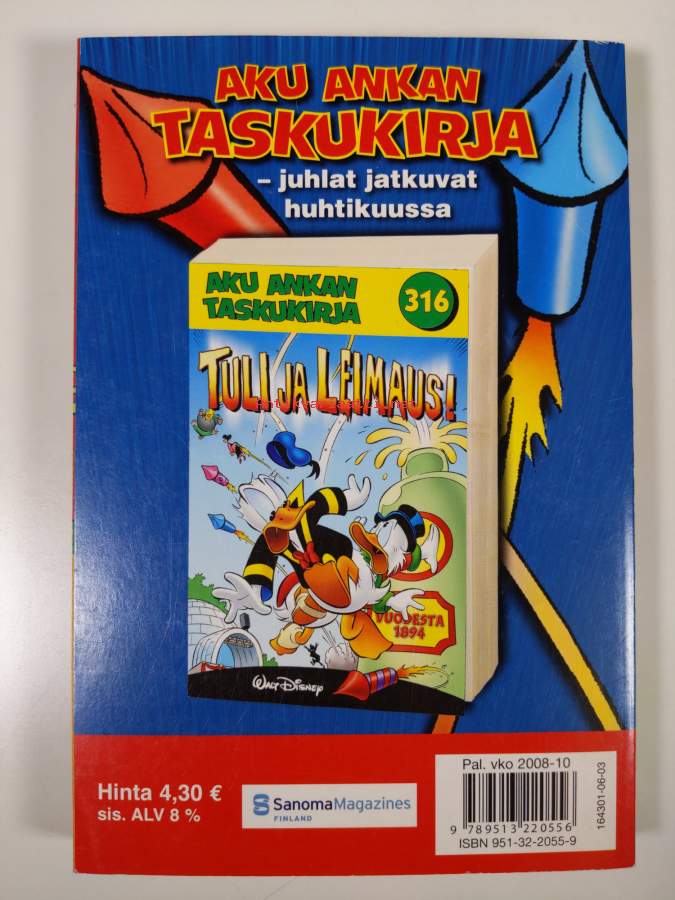 AKU ANKAN
TASKUKIRJA
– juhlat jatkuvat
huhtikuussa
AKU ANKAN
TASKUKIRJA
316
TULI JA LEIMAUS!
VUODESTA
1894
WALT DISNEY
Hinta 4,30 €
sis. ALV 8 %
SanomaMagazines
FINLAND
Pal. vko 2008-10
9 789513 220556
ISBN 951-32-2055-9
164301-06-03